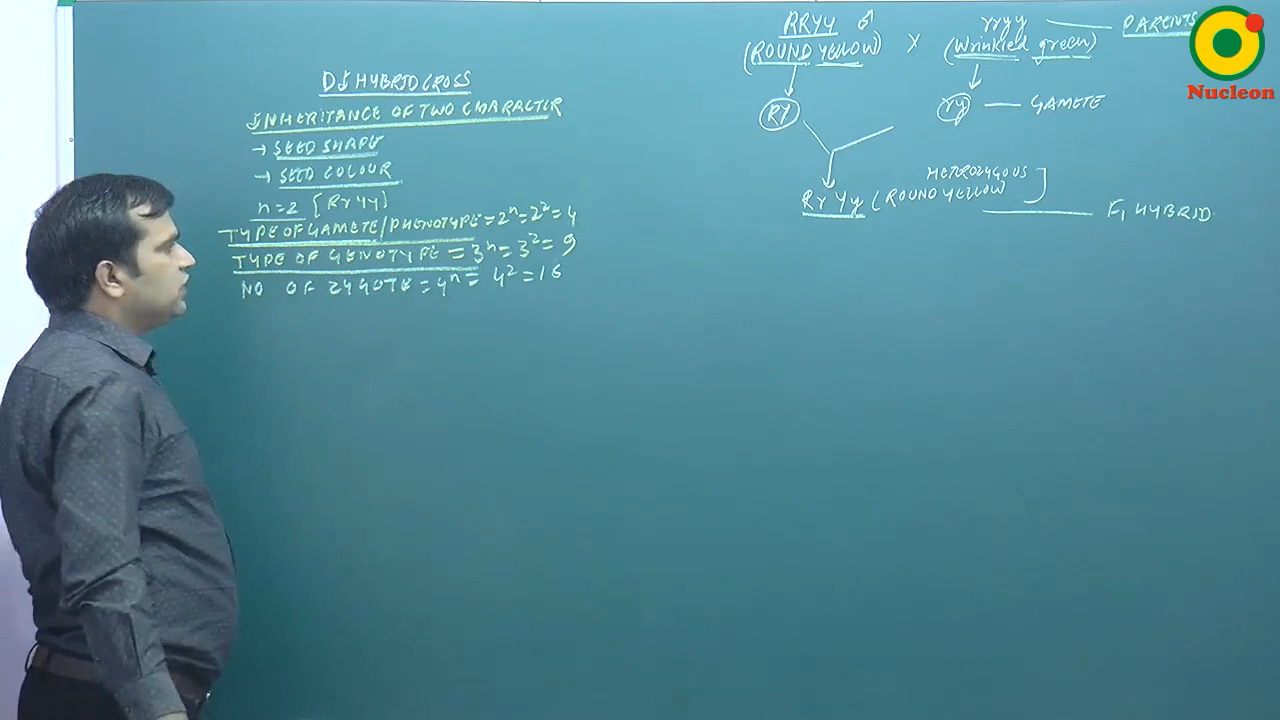 DIHYBRID CROSS
INHERITANCE OF TWO CHARACTER
→ SEED SHAPE
→ SEED COLOUR
n=2 [RrYy]
TYPE OF GAMETE/PHENOTYPE = 2ⁿ = 2² = 4
TYPE OF GENOTYPE = 3ⁿ = 3² = 9
NO OF ZYGOTE = 4ⁿ = 4² = 16
RRYY ♂ × rryy — PARENTS
(ROUND YELLOW) (Wrinkled green)
RY ry — GAMETE
HETEROZYGOUS
RrYy (ROUND YELLOW
F₁ HYBRID
Nucleon